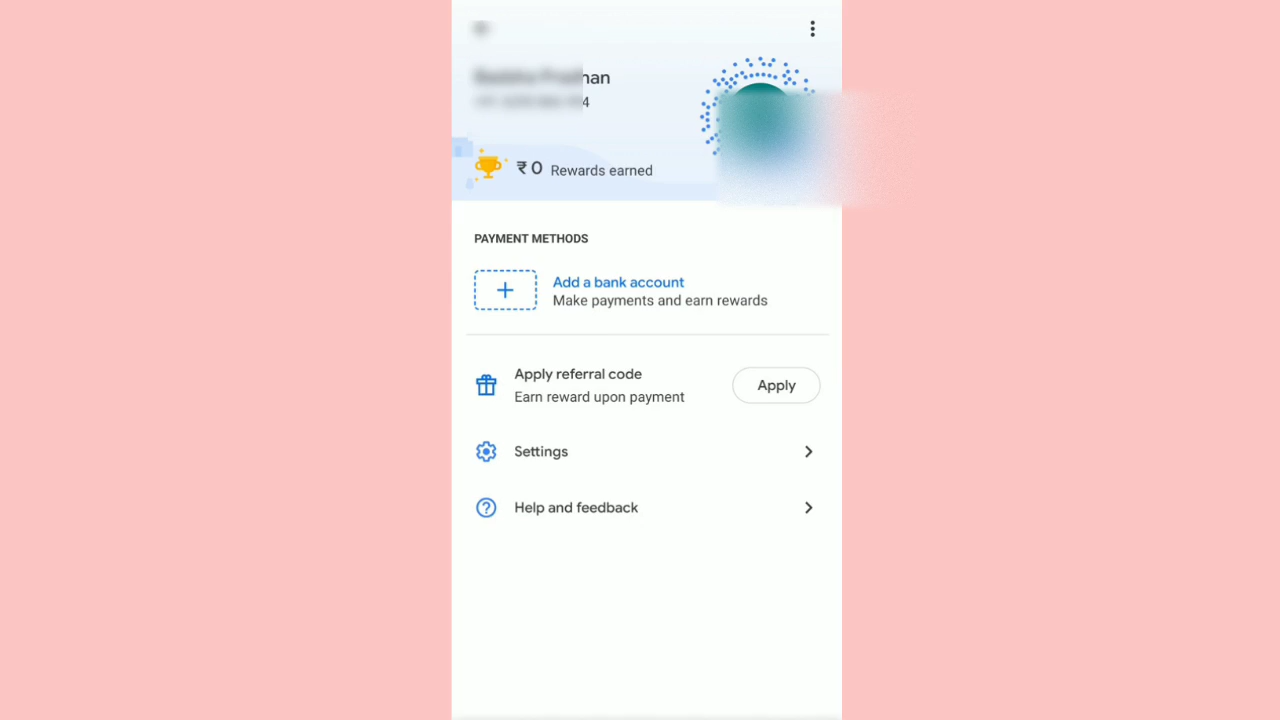 ₹ 0 Rewards earned
PAYMENT METHODS
Add a bank account
Make payments and earn rewards
Apply referral code
Earn reward upon payment
Apply
Settings
Help and feedback